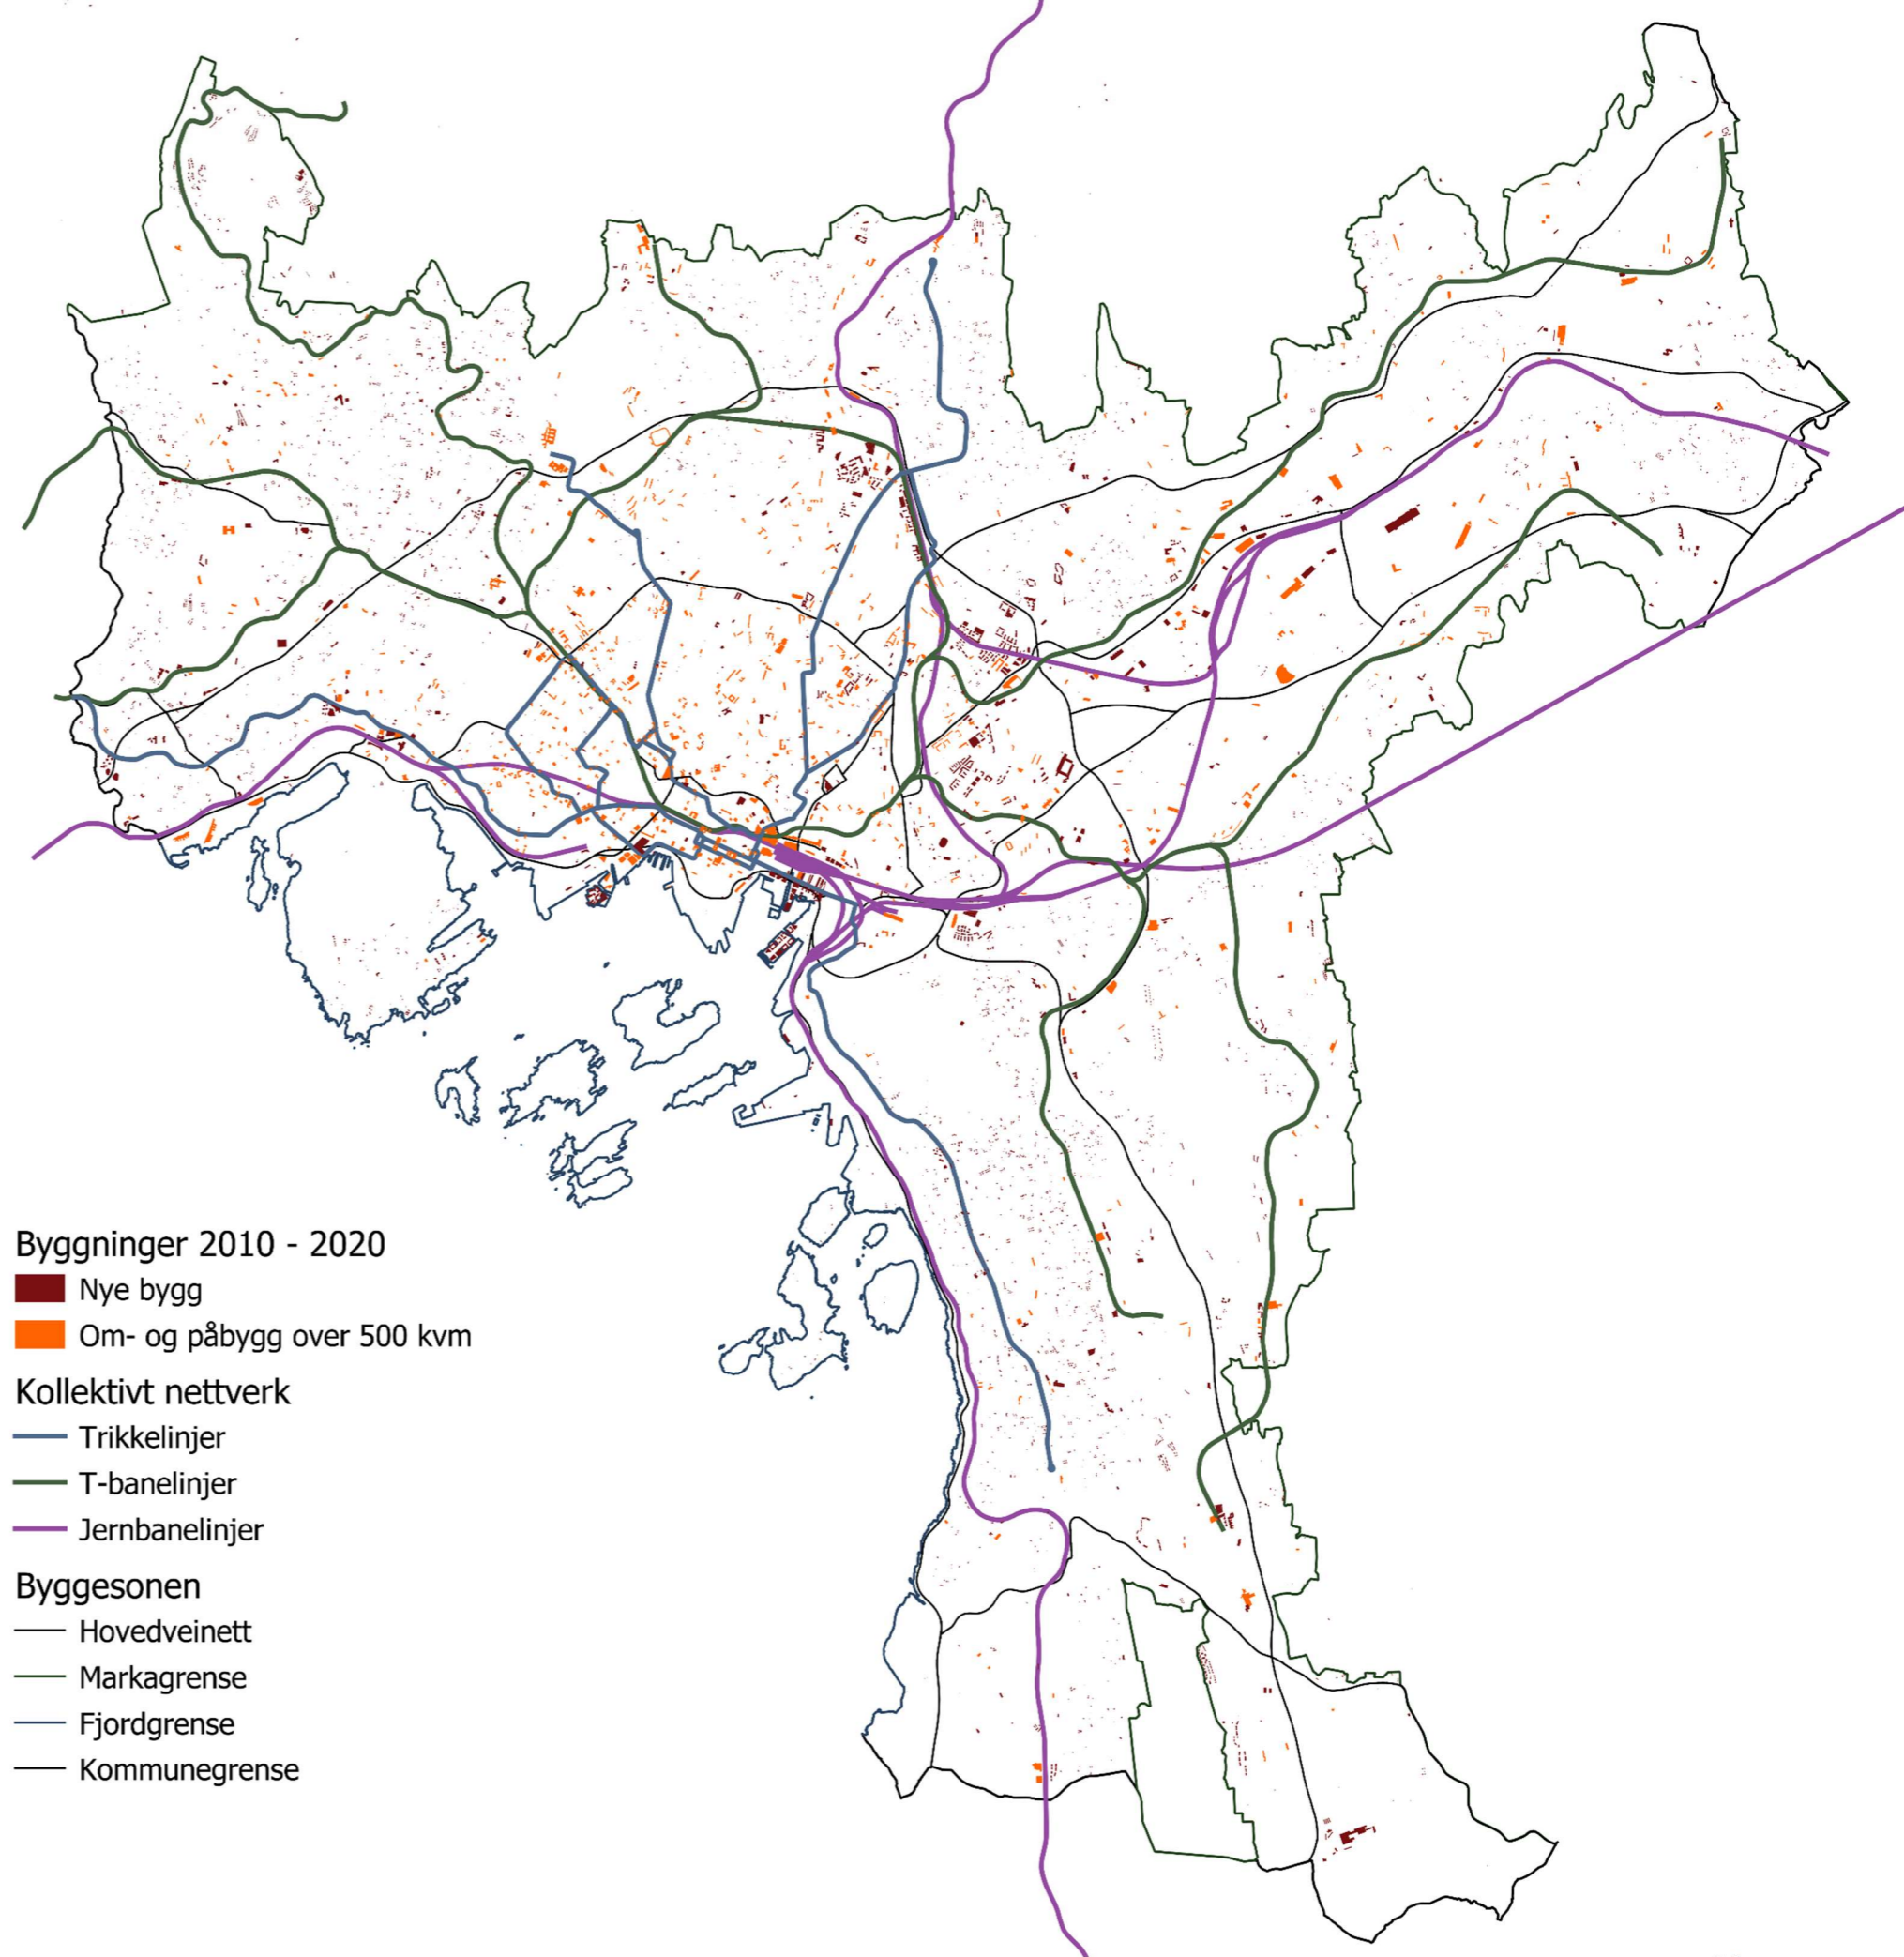 Byggninger 2010 - 2020
Nye bygg
Om- og påbygg over 500 kvm
Kollektivt nettverk
Trikkelinjer
T-banelinjer
Jernbanelinjer
Byggesonen
Hovedveinett
Markagrense
Fjordgrense
Kommunegrense